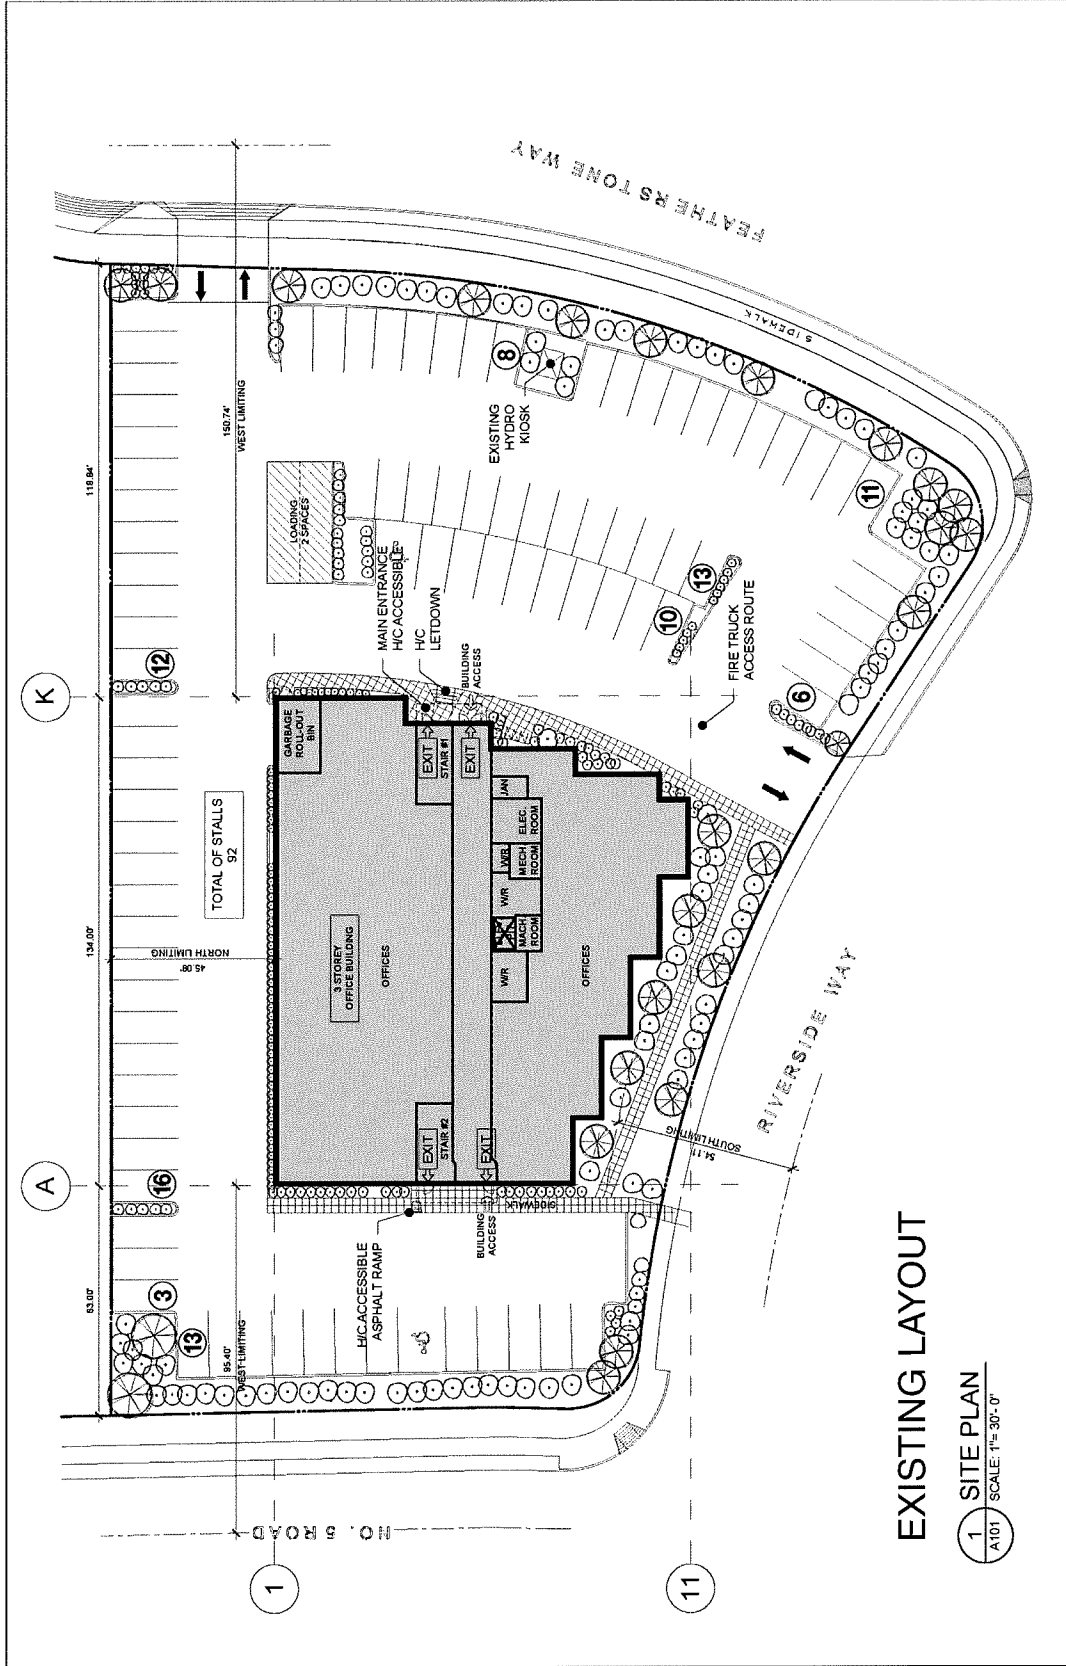 EXISTING LAYOUT
1
A101
SITE PLAN
SCALE: 1"= 30'- 0"
NO. 5 ROAD
RIVERSIDE WAY
FEATHERSTONE WAY
SIDEWALK
SIDEWALK
1
11
A
K
63.00'
134.00'
118.84'
95.40'
WEST LIMITING
150.74'
WEST LIMITING
NORTH LIMITING
45.08'
SOUTH LIMITING
54.11'
TOTAL OF STALLS
92
3 STOREY
OFFICE BUILDING
OFFICES
OFFICES
GARBAGE
ROLL-OUT
BIN
EXIT
STAIR #1
EXIT
EXIT
STAIR #2
EXIT
JAN
ELEC.
ROOM
W/R
MECH
ROOM
W/R
MACH
ROOM
W/R
H/C ACCESSIBLE
ASPHALT RAMP
BUILDING
ACCESS
MAIN ENTRANCE
H/C ACCESSIBLE
H/C
LETDOWN
BUILDING
ACCESS
LOADING
2 SPACES
EXISTING
HYDRO
KIOSK
FIRE TRUCK
ACCESS ROUTE
3
13
16
12
8
11
13
10
6